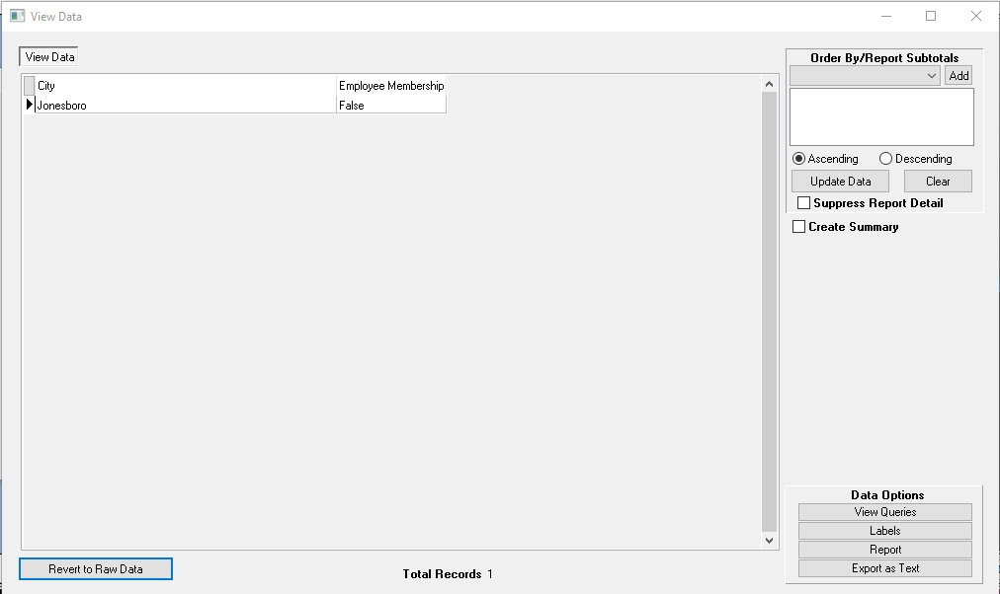 View Data
View Data
City Employee Membership
Jonesboro False
Order By/Report Subtotals
Add
Ascending Descending
Update Data Clear
Suppress Report Detail
Create Summary
Data Options
View Queries
Labels
Report
Export as Text
Revert to Raw Data
Total Records 1